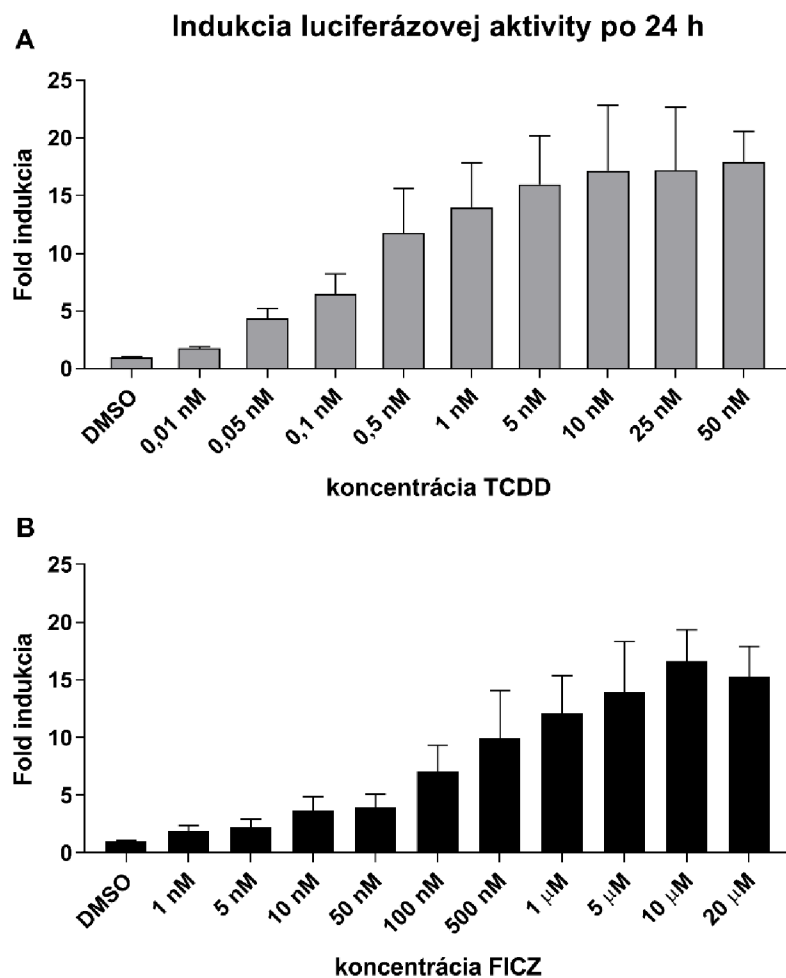 Indukcia luciferázovej aktivity po 24 h
A
Fold indukcia
25
20
15
10
5
0
DMSO
0,01 nM
0,05 nM
0,1 nM
0,5 nM
1 nM
5 nM
10 nM
25 nM
50 nM
koncentrácia TCDD
B
Fold indukcia
25
20
15
10
5
0
DMSO
1 nM
5 nM
10 nM
50 nM
100 nM
500 nM
1 μM
5 μM
10 μM
20 μM
koncentrácia FICZ